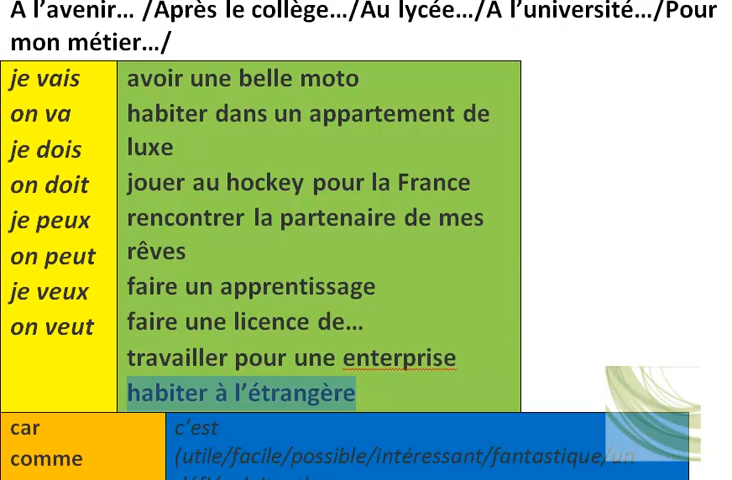 A l’avenir… /Après le collège…/Au lycée…/A l’université…/Pour
mon métier…/
je vais
on va
je dois
on doit
je peux
on peut
je veux
on veut
avoir une belle moto
habiter dans un appartement de
luxe
jouer au hockey pour la France
rencontrer la partenaire de mes
rêves
faire un apprentissage
faire une licence de…
travailler pour une enterprise
habiter à l’étrangère
car
comme
c’est
(utile/facile/possible/intéressant/fantastique/un